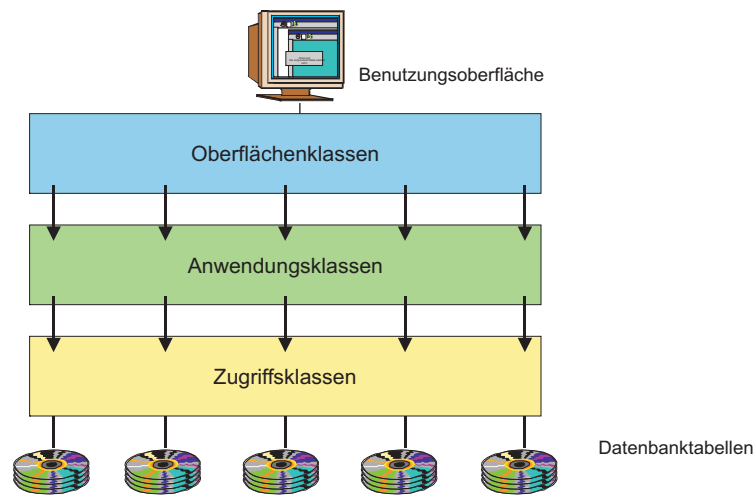 Benutzungsoberfläche
Oberflächenklassen
Anwendungsklassen
Zugriffsklassen
Datenbanktabellen